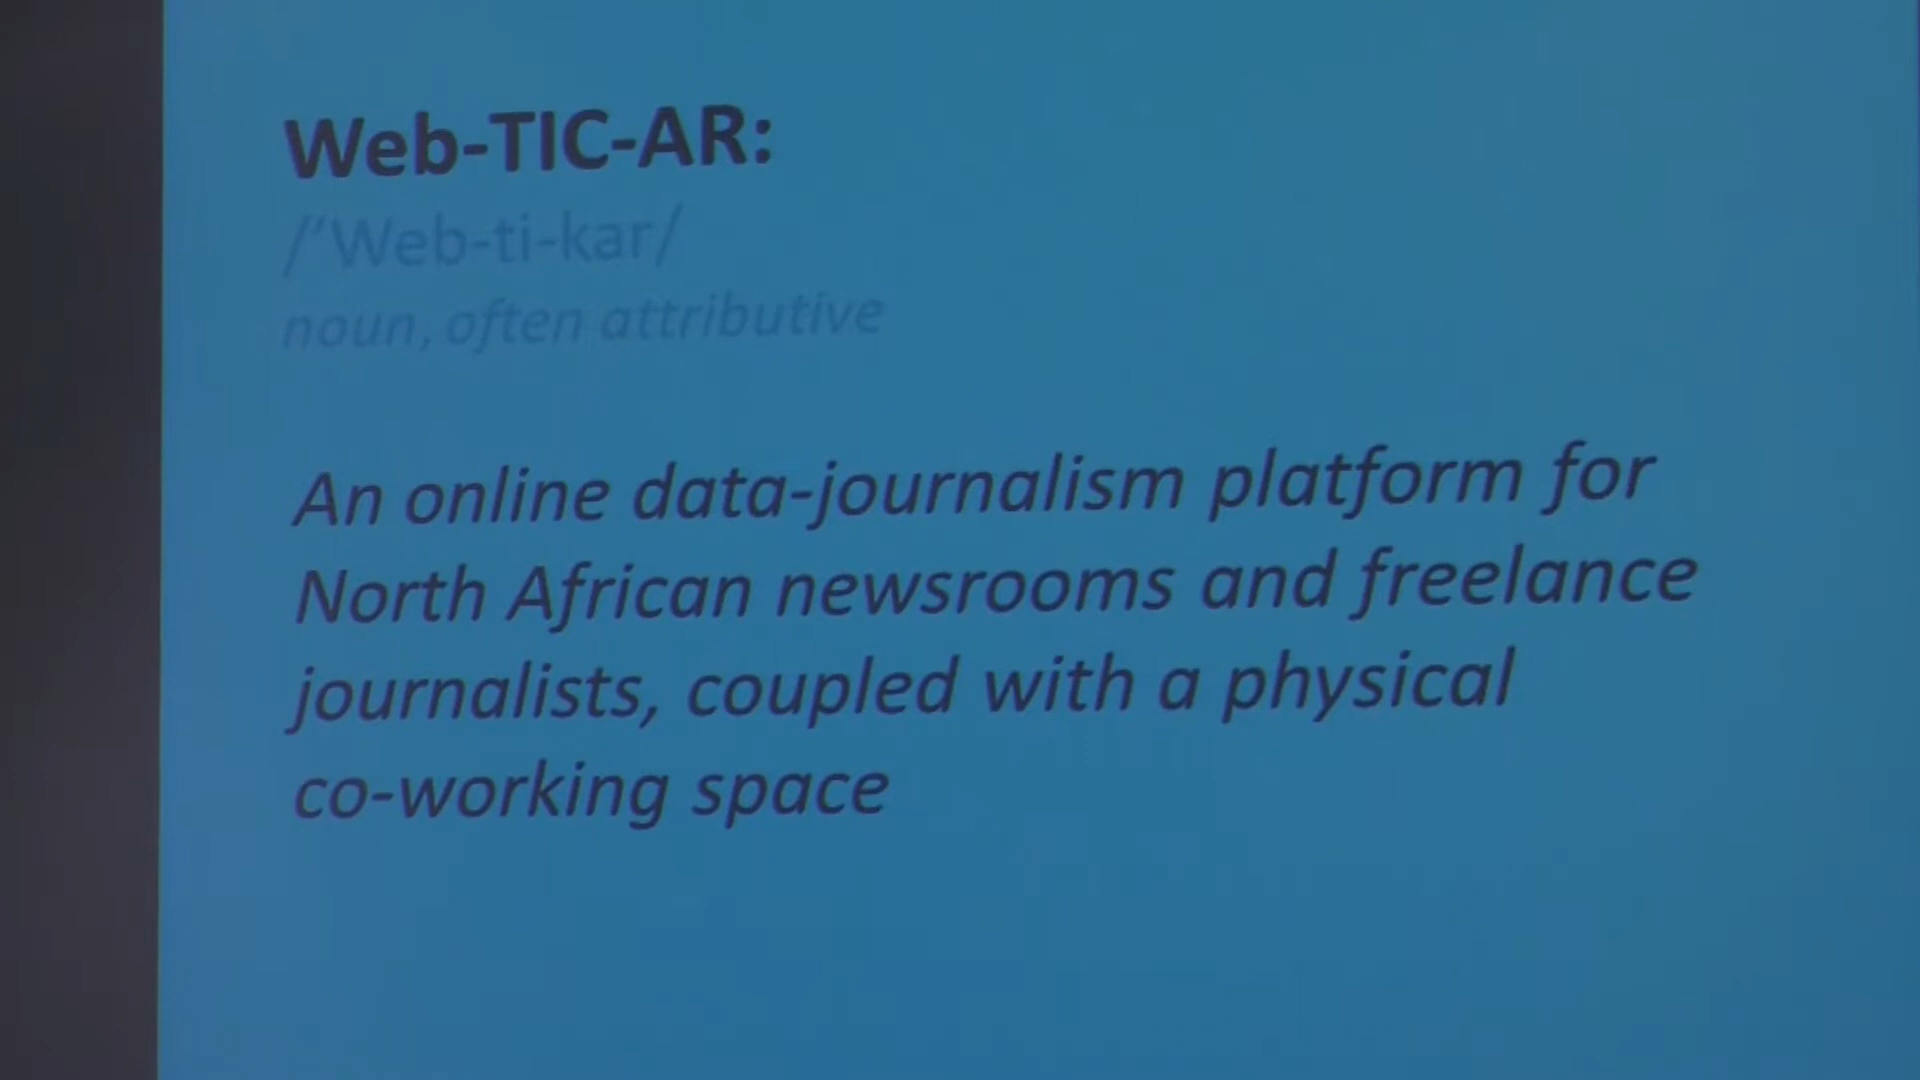 Web-TIC-AR:
/'Web-ti-kar/
noun, often attributive
An online data-journalism platform for
North African newsrooms and freelance
journalists, coupled with a physical
co-working space